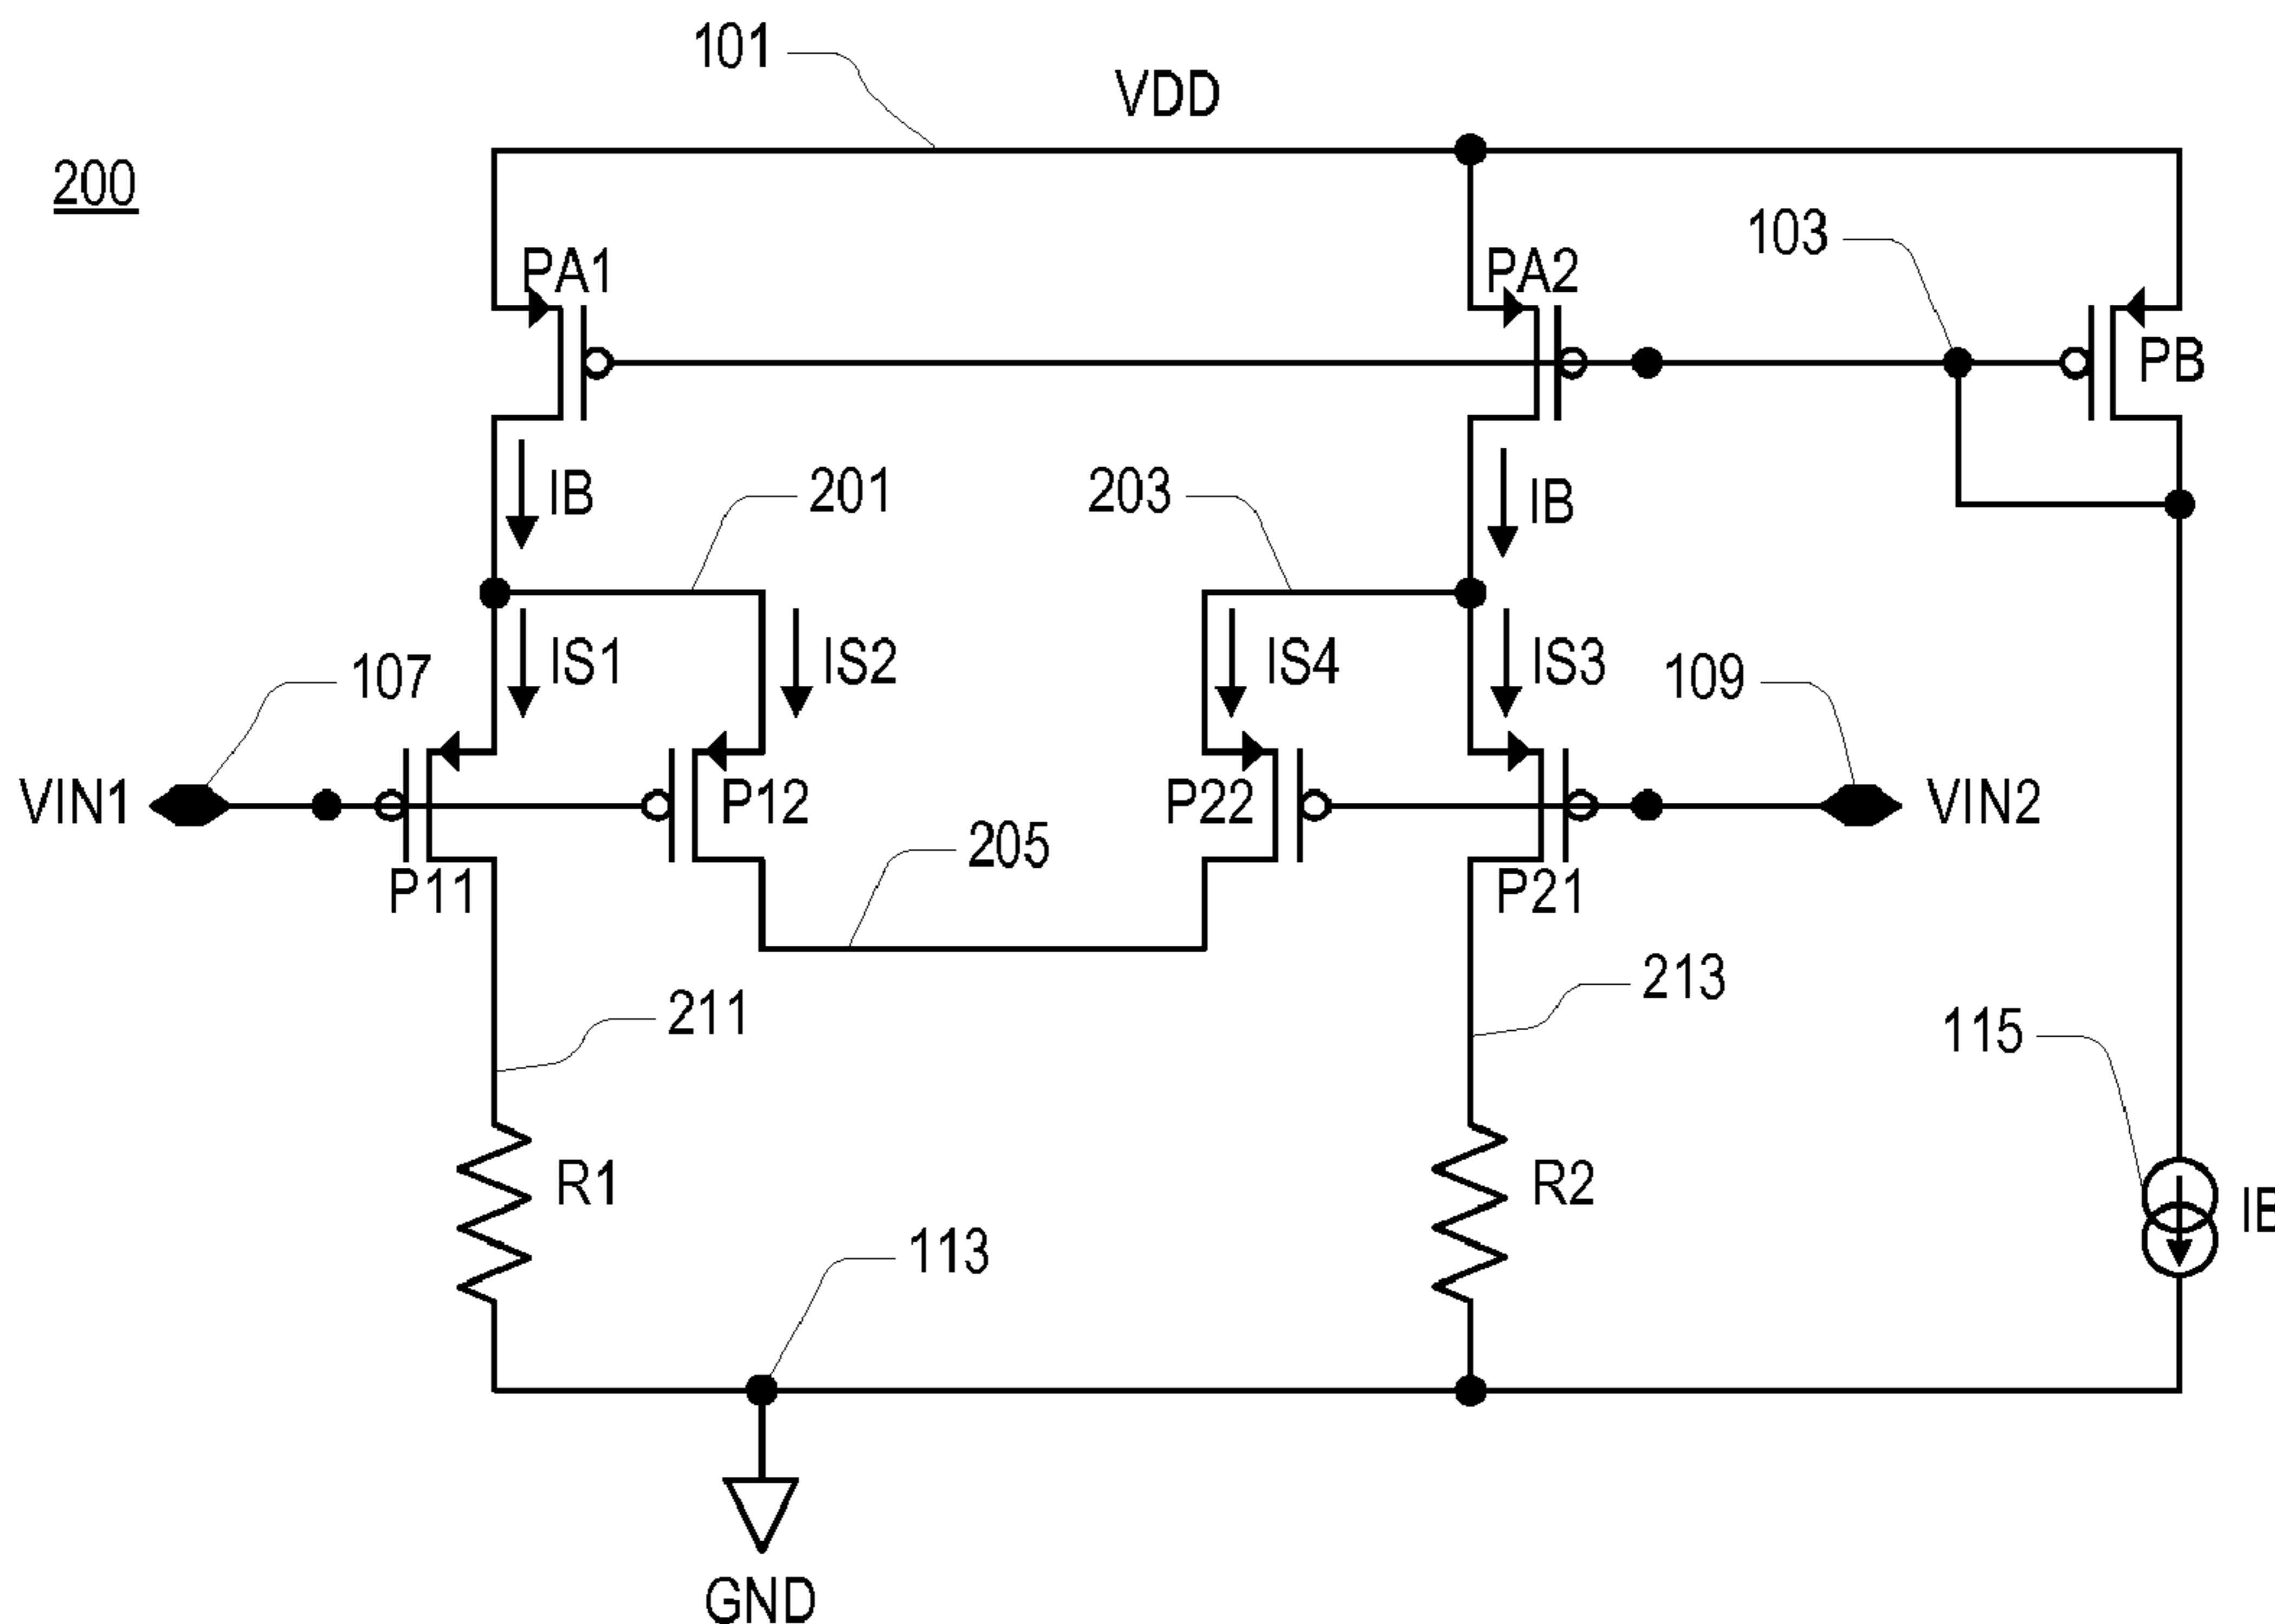 101
VDD
200
PA1
PA2
103
PB
IB
201
203
IB
107
IS1
IS2
IS4
IS3
109
VIN1
P12
P22
VIN2
P11
205
P21
211
213
115
R1
R2
IB
113
GND